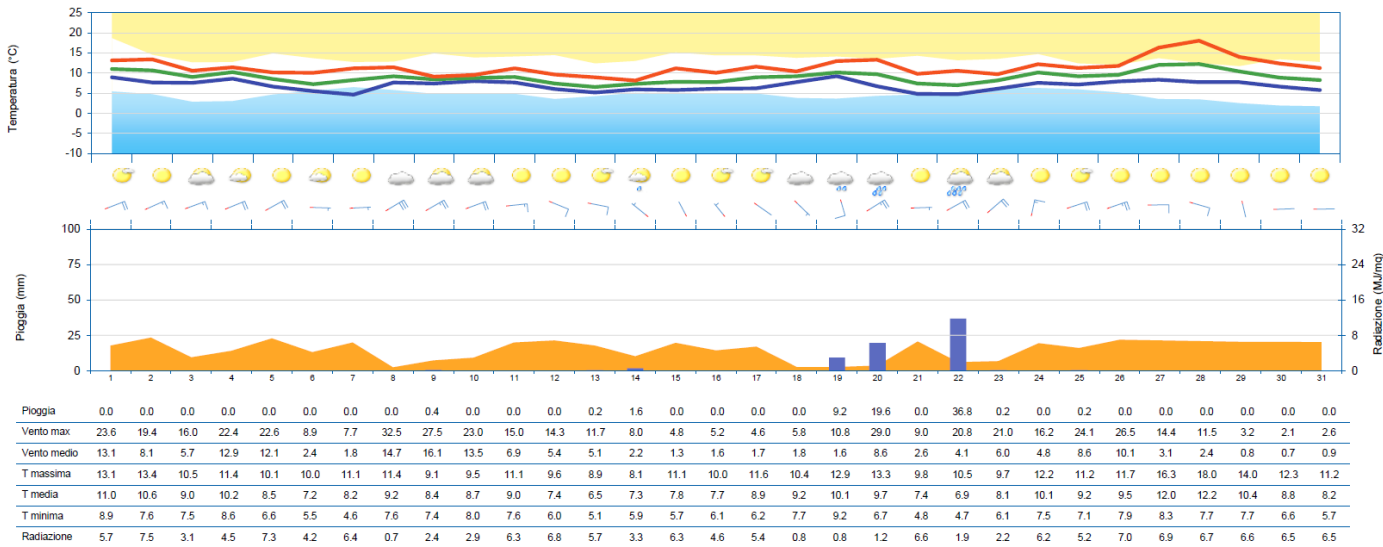 Temperatura (°C)
25
20
15
10
5
0
-5
-10
100
75
50
25
0
Pioggia (mm)
32
24
16
8
0
Radiazione (MJ/mq)
1 2 3 4 5 6 7 8 9 10 11 12 13 14 15 16 17 18 19 20 21 22 23 24 25 26 27 28 29 30 31
Pioggia 0.0 0.0 0.0 0.0 0.0 0.0 0.0 0.0 0.4 0.0 0.0 0.0 0.2 1.6 0.0 0.0 0.0 0.0 9.2 19.6 0.0 36.8 0.2 0.0 0.2 0.0 0.0 0.0 0.0 0.0 0.0
Vento max 23.6 19.4 16.0 22.4 22.6 8.9 7.7 32.5 27.5 23.0 15.0 14.3 11.7 8.0 4.8 5.2 4.6 5.8 10.8 29.0 9.0 20.8 21.0 16.2 24.1 26.5 14.4 11.5 3.2 2.1 2.6
Vento medio 13.1 8.1 5.7 12.9 12.1 2.4 1.8 14.7 16.1 13.5 6.9 5.4 5.1 2.2 1.3 1.6 1.7 1.8 1.6 8.6 2.6 4.1 6.0 4.8 8.6 10.1 3.1 2.4 0.8 0.7 0.9
T massima 13.1 13.4 10.5 11.4 10.1 10.0 11.1 11.4 9.1 9.5 11.1 9.6 8.9 8.1 11.1 10.0 11.6 10.4 12.9 13.3 9.8 10.5 9.7 12.2 11.2 11.7 16.3 18.0 14.0 12.3 11.2
T media 11.0 10.6 9.0 10.2 8.5 7.2 8.2 9.2 8.4 8.7 9.0 7.4 6.5 7.3 7.8 7.7 8.9 9.2 10.1 9.7 7.4 6.9 8.1 10.1 9.2 9.5 12.0 12.2 10.4 8.8 8.2
T minima 8.9 7.6 7.5 8.6 6.6 5.5 4.6 7.6 7.4 8.0 7.6 6.0 5.1 5.9 5.7 6.1 6.2 7.7 9.2 6.7 4.8 4.7 6.1 7.5 7.1 7.9 8.3 7.7 7.7 6.6 5.7
Radiazione 5.7 7.5 3.1 4.5 7.3 4.2 6.4 0.7 2.4 2.9 6.3 6.8 5.7 3.3 6.3 4.6 5.4 0.8 0.8 1.2 6.6 1.9 2.2 6.2 5.2 7.0 6.9 6.7 6.6 6.5 6.5